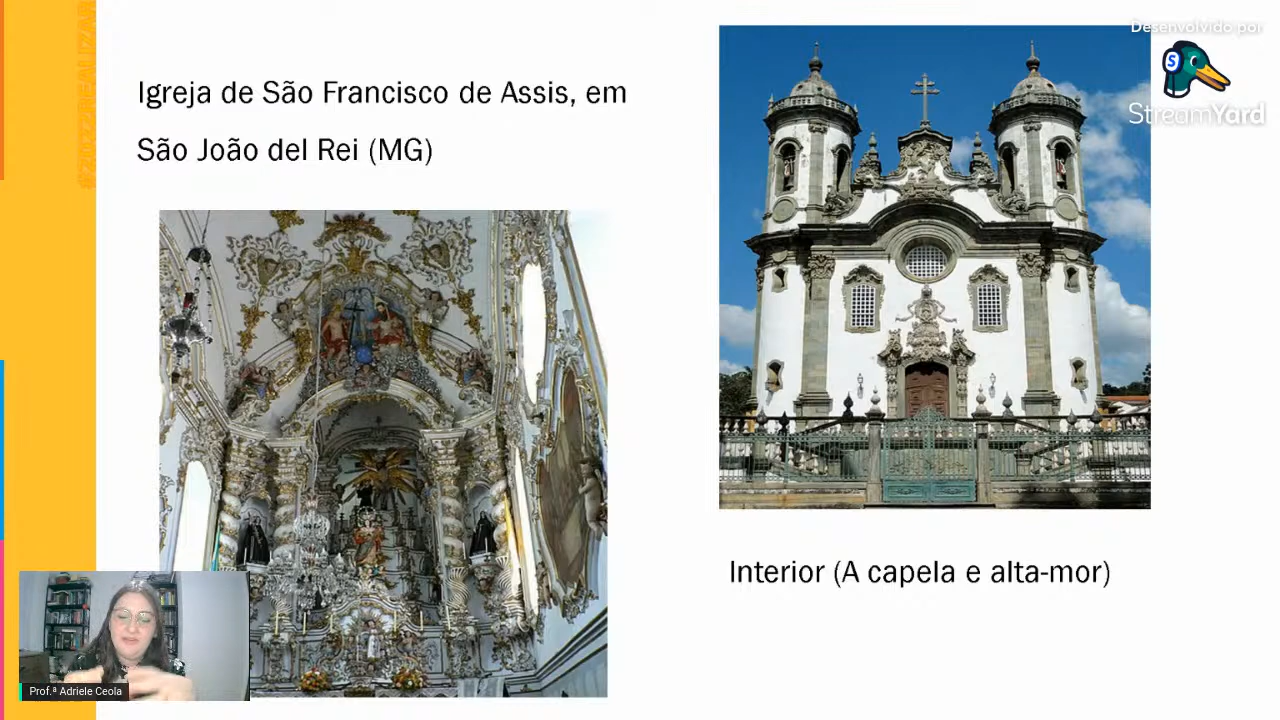 #FAZEREALIZAR
Igreja de São Francisco de Assis, em
São João del Rei (MG)
Desenvolvido por
S
StreamYard
Interior (A capela e alta-mor)
Prof.ª Adriele Ceola